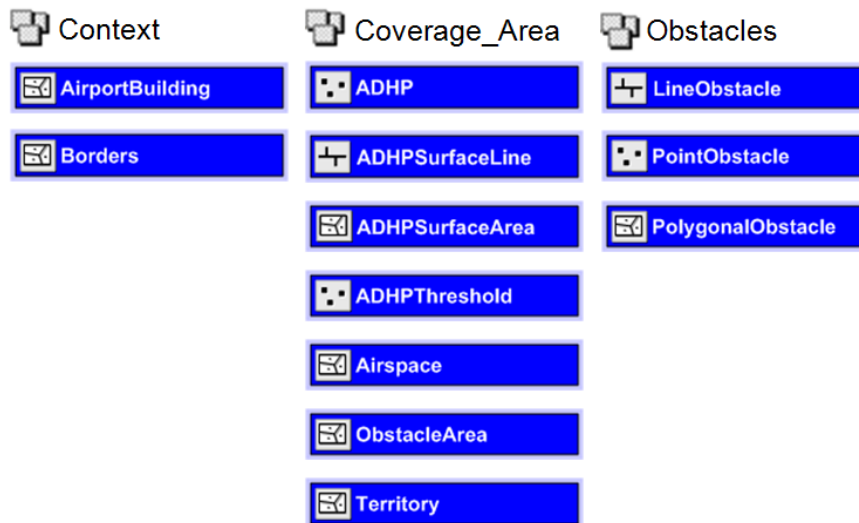 Context
AirportBuilding
Borders
Coverage_Area
ADHP
ADHPSurfaceLine
ADHPSurfaceArea
ADHPThreshold
Airspace
ObstacleArea
Territory
Obstacles
LineObstacle
PointObstacle
PolygonalObstacle